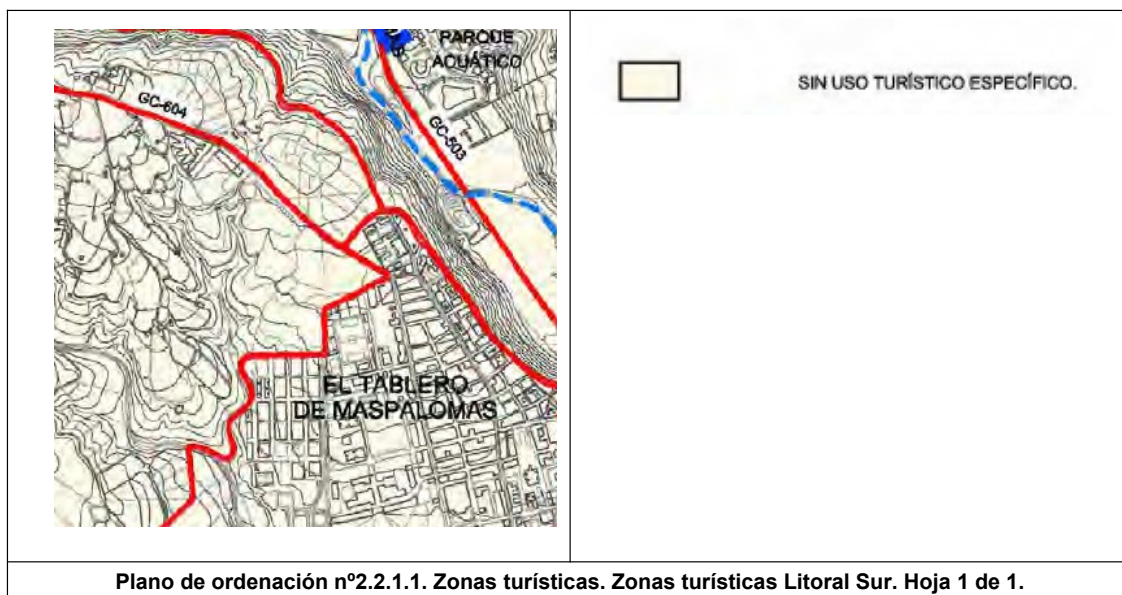 PARQUE
ACUÁTICO
GC-604
GC-503
EL TABLERO
DE MASPALOMAS
SIN USO TURÍSTICO ESPECÍFICO.
Plano de ordenación nº2.2.1.1. Zonas turísticas. Zonas turísticas Litoral Sur. Hoja 1 de 1.